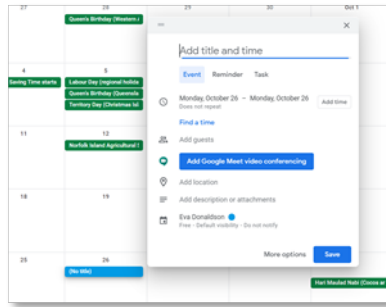 27
28
29
30
Oct 1
Queen's Birthday (Western A
Add title and time
Event Reminder Task
4
5
Saving Time starts
Labour Day (regional holida
Queen's Birthday (Queensla
Territory Day (Christmas Isl
Monday, October 26 – Monday, October 26
Does not repeat
Add time
Find a time
11
12
Add guests
Norfolk Island Agricultural S
Add Google Meet video conferencing
Add location
18
19
Add description or attachments
Eva Donaldson
Free · Default visibility · Do not notify
More options
Save
25
26
(No title)
Hari Maulad Nabi (Cocos an